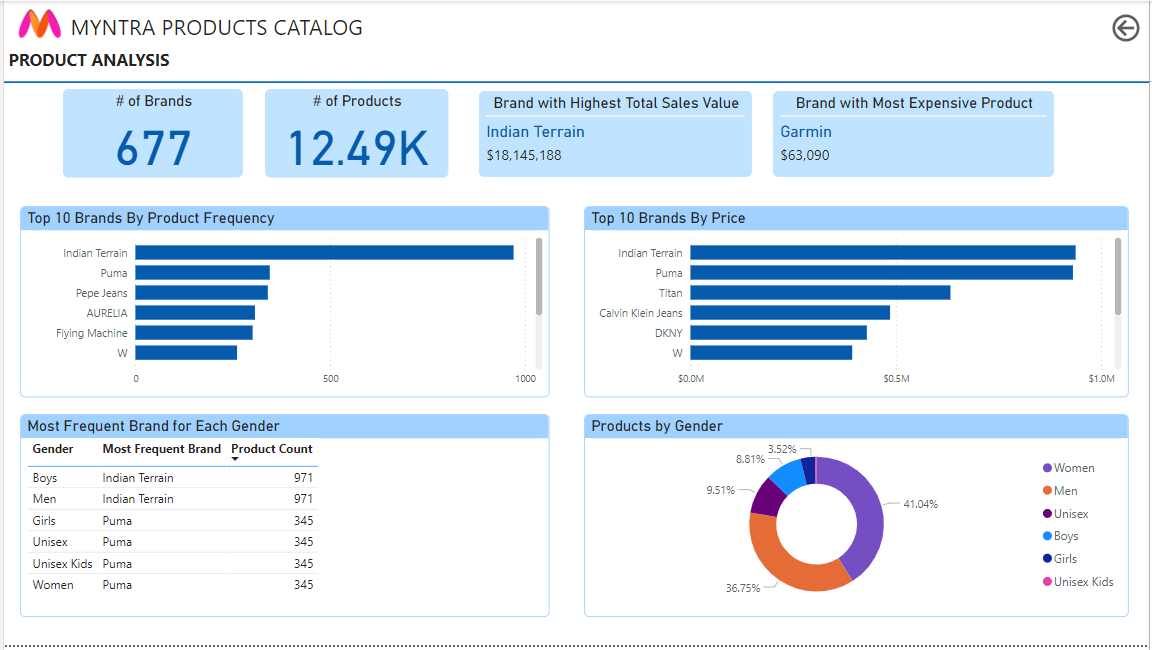 MYNTRA PRODUCTS CATALOG
PRODUCT ANALYSIS
# of Brands
677
# of Products
12.49K
Brand with Highest Total Sales Value
Indian Terrain
$18,145,188
Brand with Most Expensive Product
Garmin
$63,090
Top 10 Brands By Product Frequency
Indian Terrain
Puma
Pepe Jeans
AURELIA
Flying Machine
W
0 500 1000
Top 10 Brands By Price
Indian Terrain
Puma
Titan
Calvin Klein Jeans
DKNY
W
$0.0M $0.5M $1.0M
Most Frequent Brand for Each Gender
Gender Most Frequent Brand Product Count
Boys Indian Terrain 971
Men Indian Terrain 971
Girls Puma 345
Unisex Puma 345
Unisex Kids Puma 345
Women Puma 345
Products by Gender
3.52%
8.81%
9.51%
41.04%
36.75%
Women
Men
Unisex
Boys
Girls
Unisex Kids